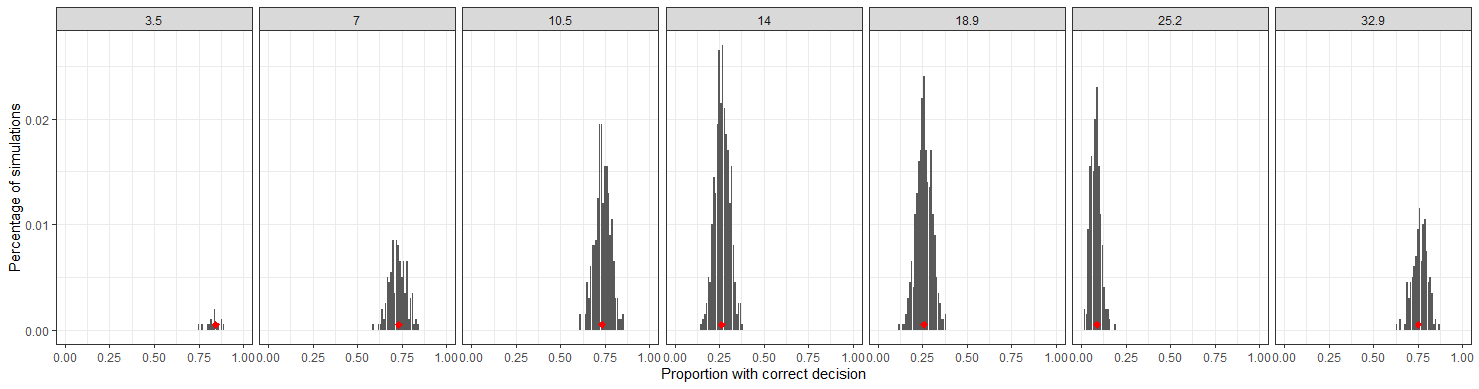 3.5 7 10.5 14 18.9 25.2 32.9
Percentage of simulations
0.02
0.01
0.00
0.00 0.25 0.50 0.75 1.00 0.00 0.25 0.50 0.75 1.00 0.00 0.25 0.50 0.75 1.00 0.00 0.25 0.50 0.75 1.00 0.00 0.25 0.50 0.75 1.00 0.00 0.25 0.50 0.75 1.00 0.00 0.25 0.50 0.75 1.00
Proportion with correct decision